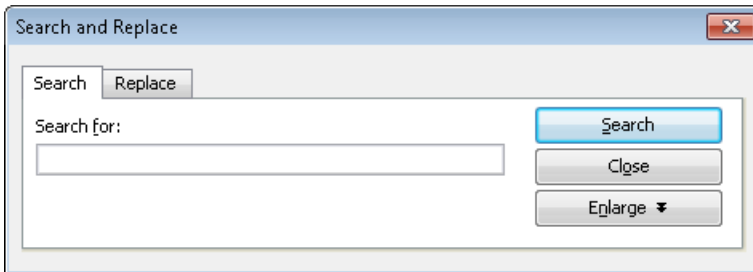 Search and Replace
Search Replace
Search for:
Search
Close
Enlarge